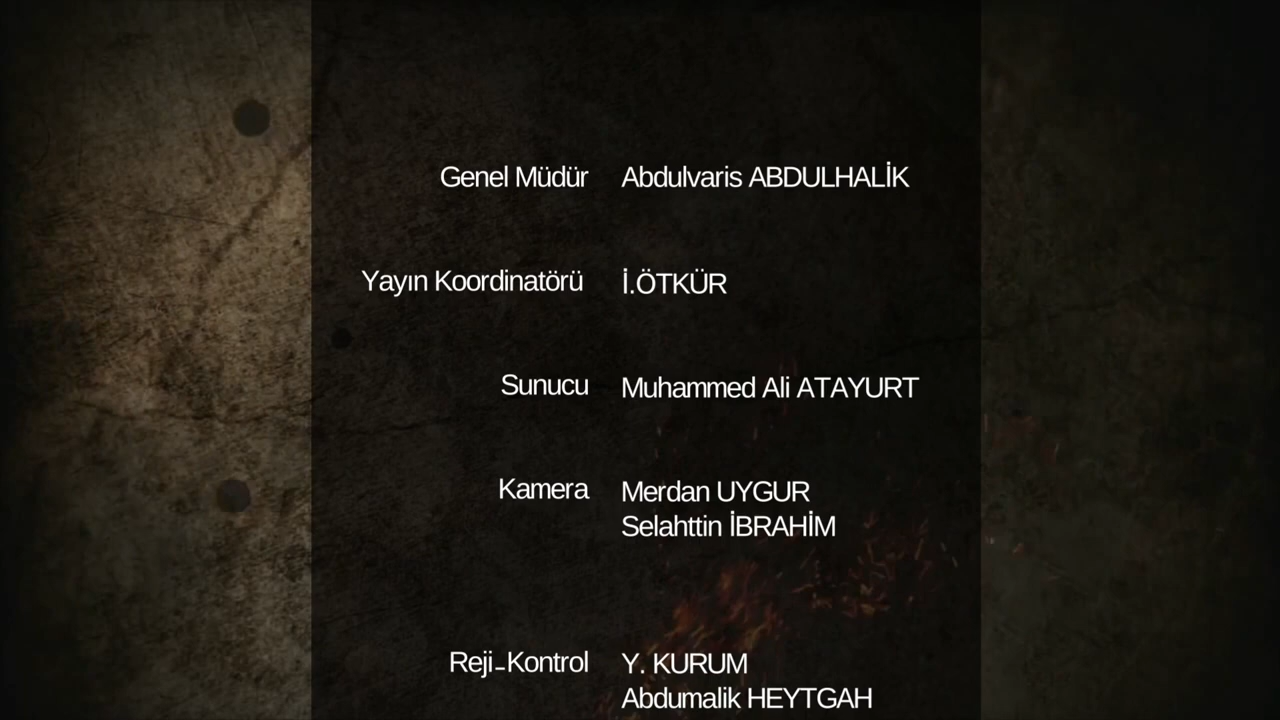 Genel Müdür Abdulvaris ABDULHALİK
Yayın Koordinatörü İ.ÖTKÜR
Sunucu Muhammed Ali ATAYURT
Kamera Merdan UYGUR
Selahttin İBRAHİM
Reji-Kontrol Y. KURUM
Abdumalik HEYTGAH